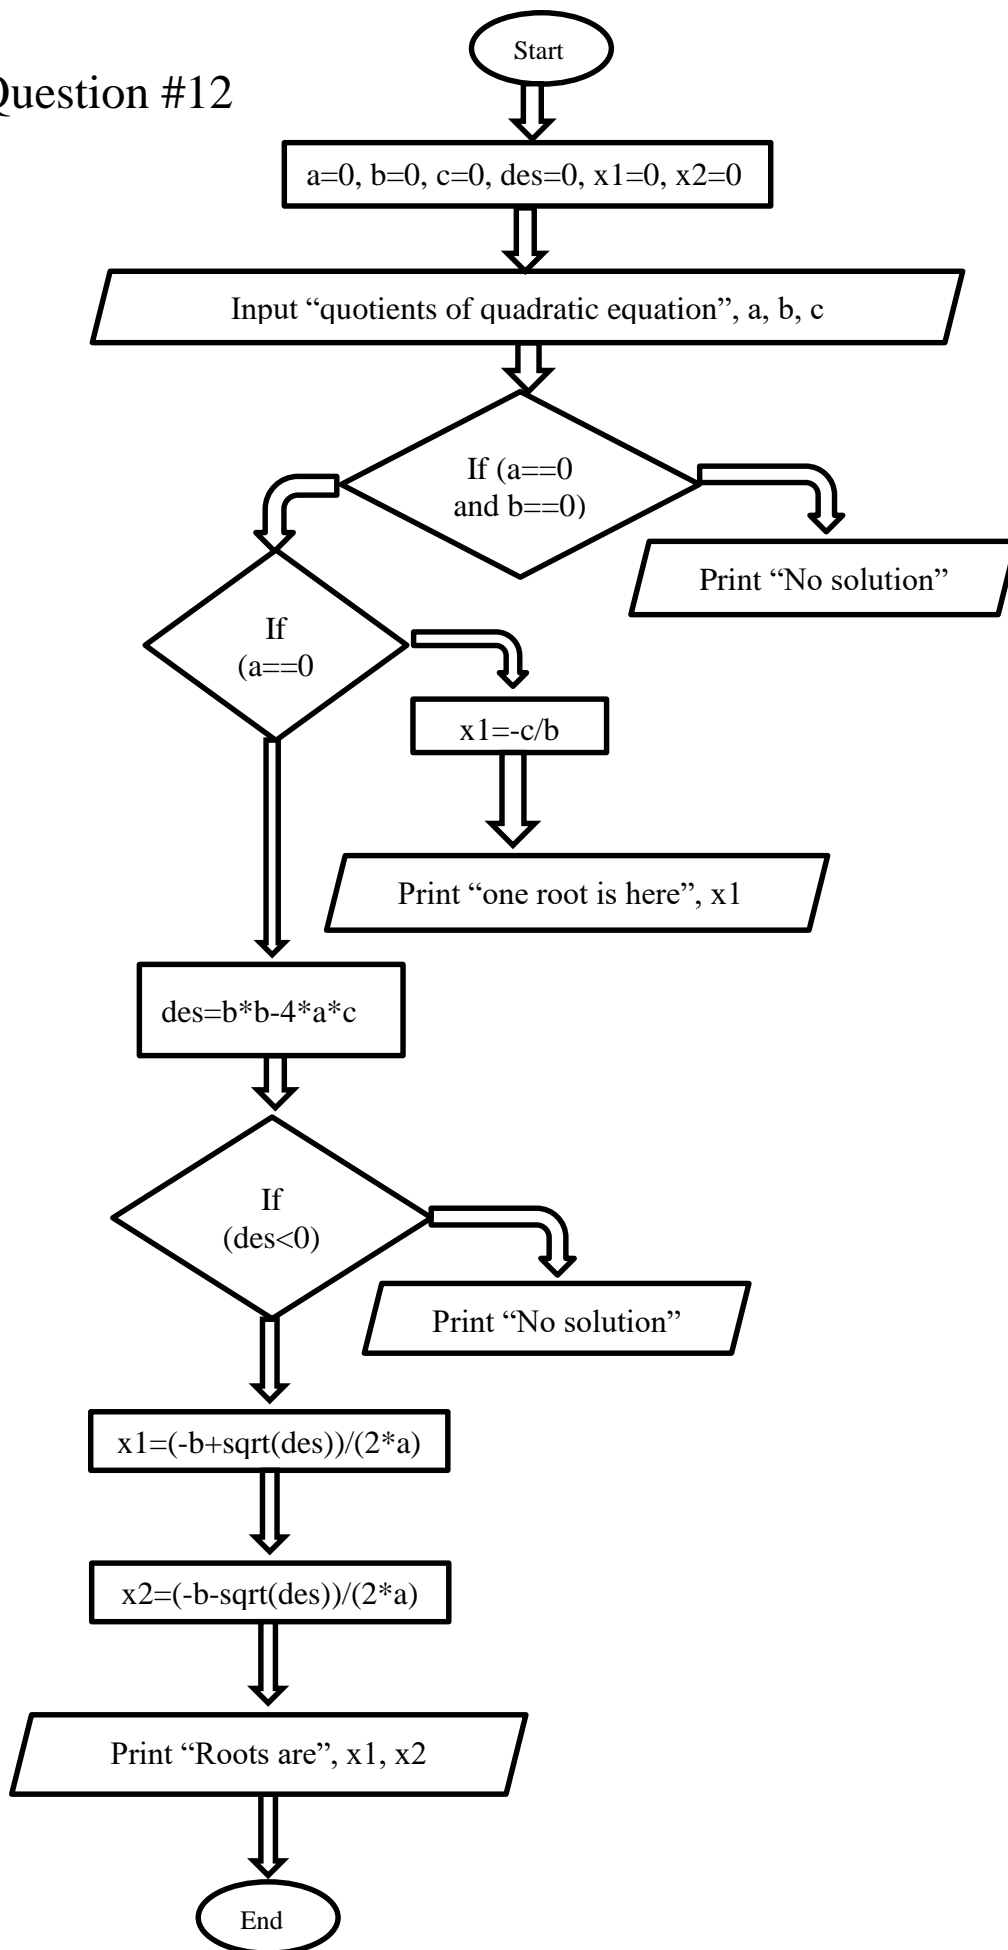 Start
Question #12
a=0, b=0, c=0, des=0, x1=0, x2=0
Input “quotients of quadratic equation”, a, b, c
If (a==0
and b==0)
Print “No solution”
If
(a==0
x1=-c/b
Print “one root is here”, x1
des=b*b-4*a*c
If
(des<0)
Print “No solution”
x1=(-b+sqrt(des))/(2*a)
x2=(-b-sqrt(des))/(2*a)
Print “Roots are”, x1, x2
End